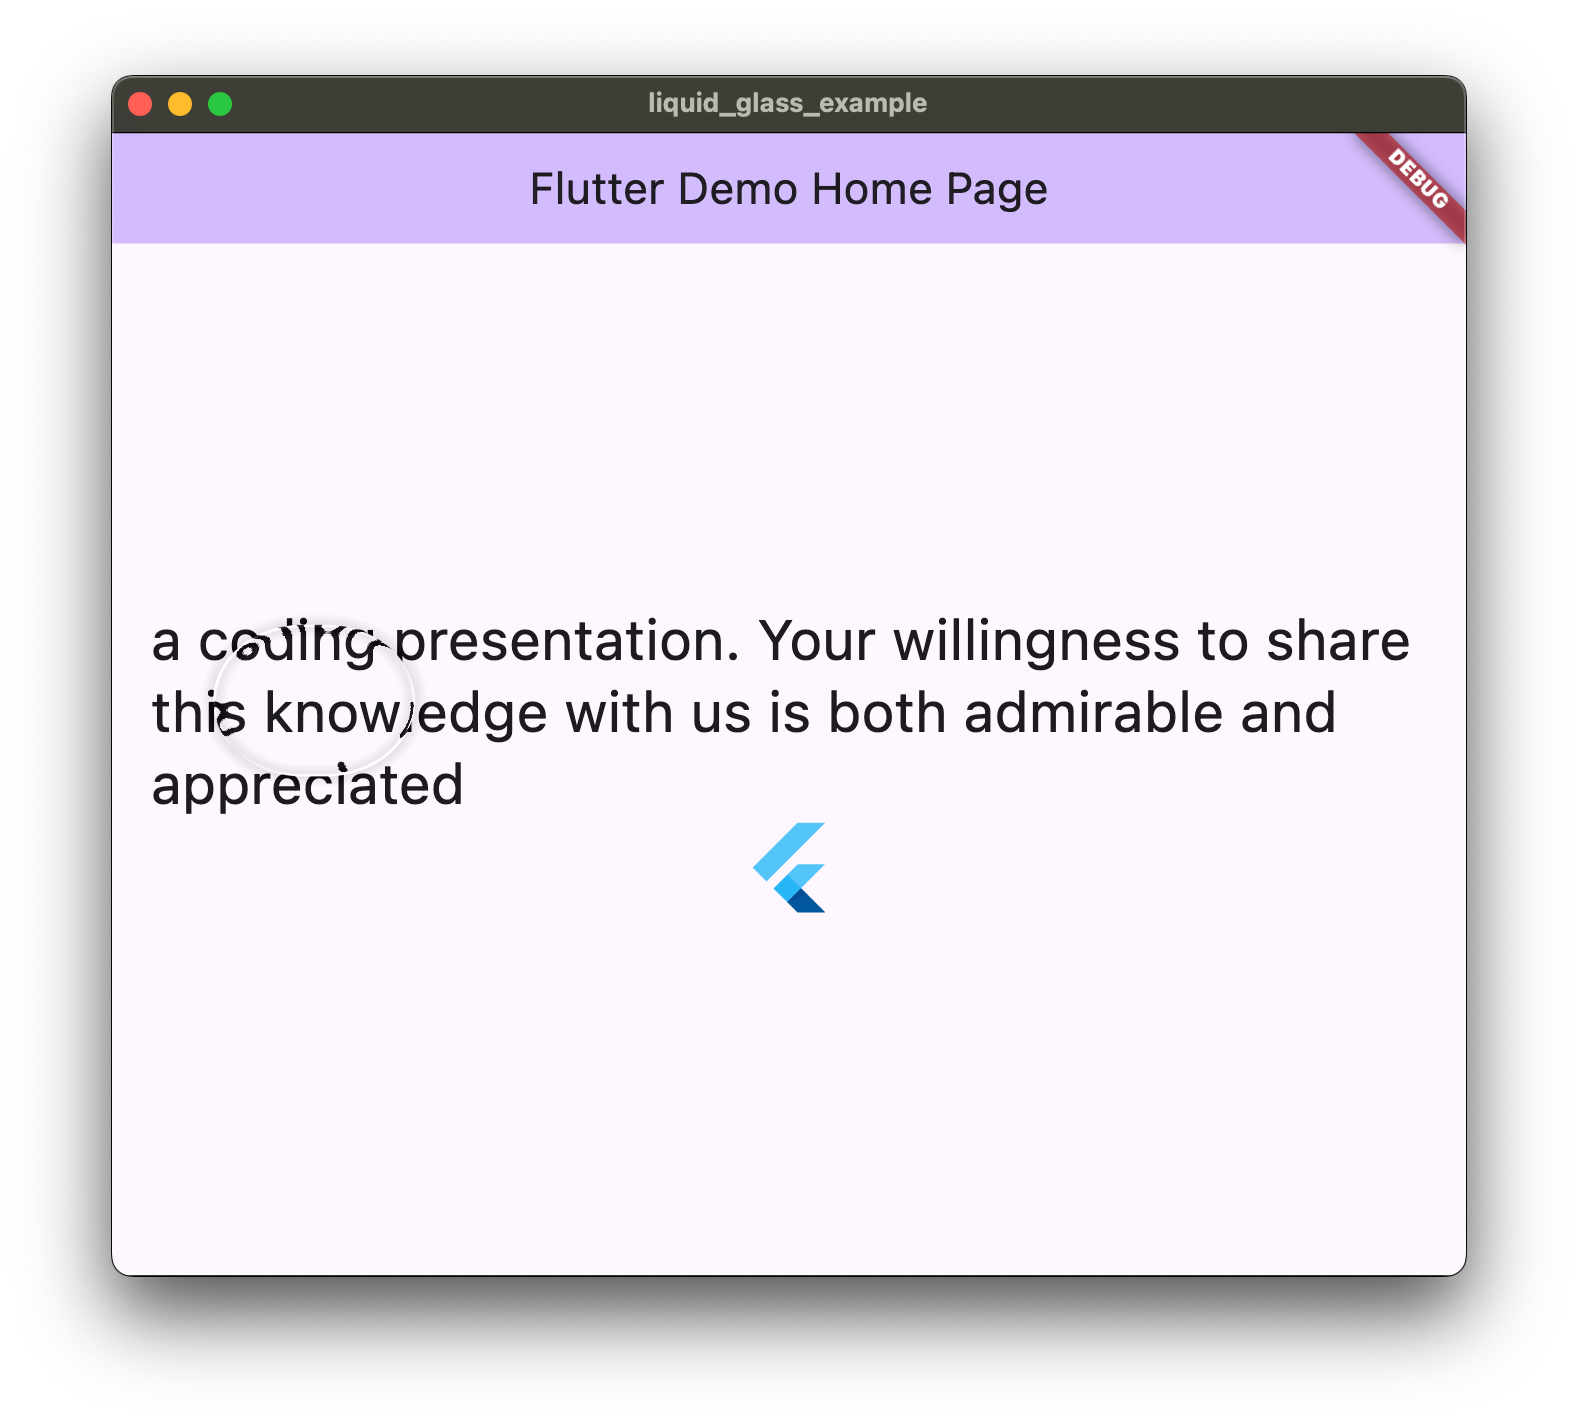 liquid_glass_example
Flutter Demo Home Page
DEBUG
a coding presentation. Your willingness to share
this knowledge with us is both admirable and
appreciated